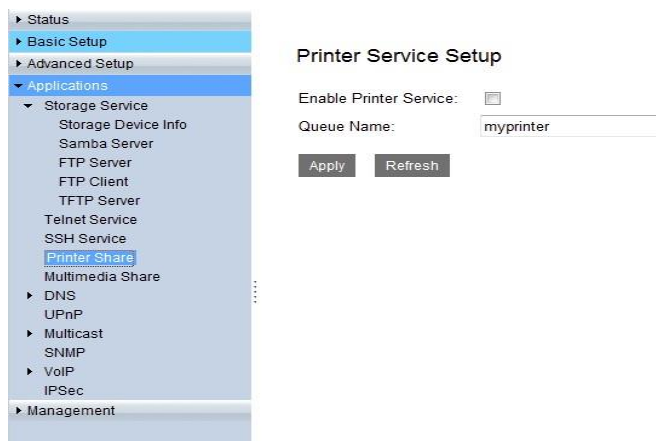 Status
Basic Setup
Advanced Setup
Applications
Storage Service
Storage Device Info
Samba Server
FTP Server
FTP Client
TFTP Server
Telnet Service
SSH Service
Printer Share
Multimedia Share
DNS
UPnP
Multicast
SNMP
VoIP
IPSec
Management
Printer Service Setup
Enable Printer Service:
Queue Name: myprinter
Apply Refresh